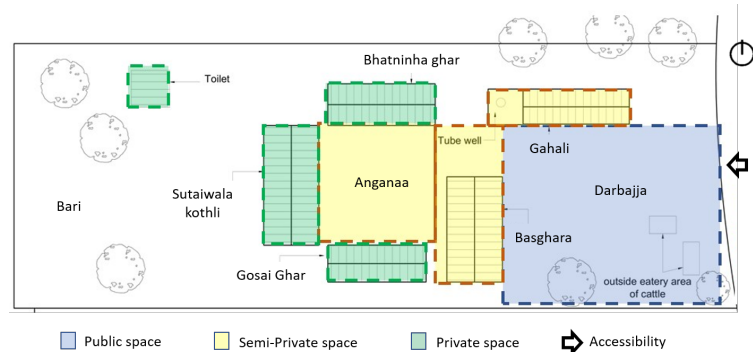 Bhatninha ghar
Toilet
Tube well
Gahali
Anganaa
Darbajja
Sutaiwala
kothli
Bari
Basghara
Gosai Ghar
outside eatery area
of cattle
Public space
Semi-Private space
Private space
Accessibility